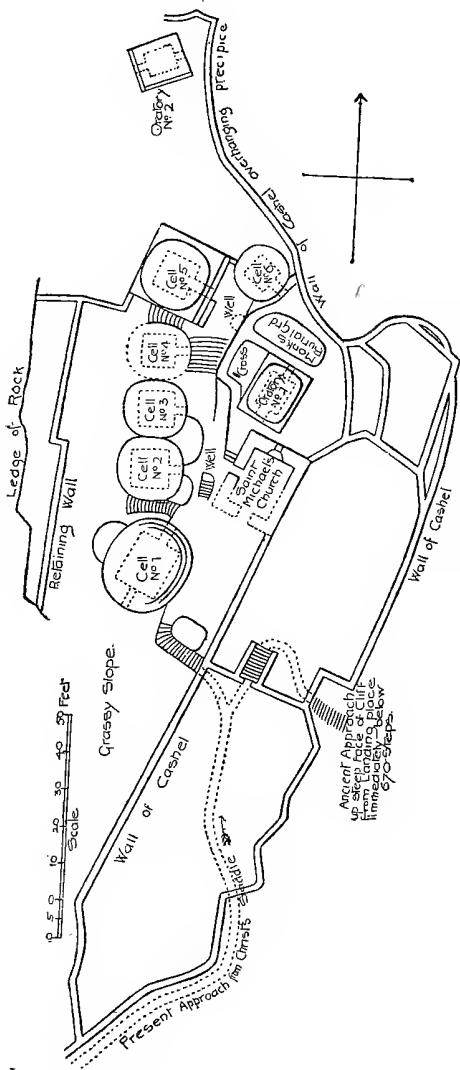 Oratory
No 2
Wall of Cashel overhanging precipice
Ledge of Rock
Retaining Wall
Cell
No 5
Cell
No 6
Well
Cell
No 4
Cross
Monks
Burial grd
Oratory
Cell
No 3
Cell
No 2
Well
Saint
Michael's
Church
Cell
No 1
Wall of Cashel
Grassy Slope.
Wall of Cashel
10 5 0 10 20 30 40 50 Feet
Scale
Ancient Approach
up steep Face of Cliff
From Landing place
immediately below
670 steps.
Present Approach from Christ's Saddle